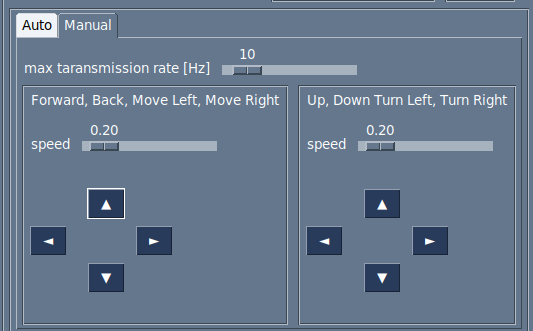 Auto Manual
10
max taransmission rate [Hz]
Forward, Back, Move Left, Move Right
0.20
speed
▲
◄ ►
▼
Up, Down Turn Left, Turn Right
0.20
speed
▲
◄ ►
▼